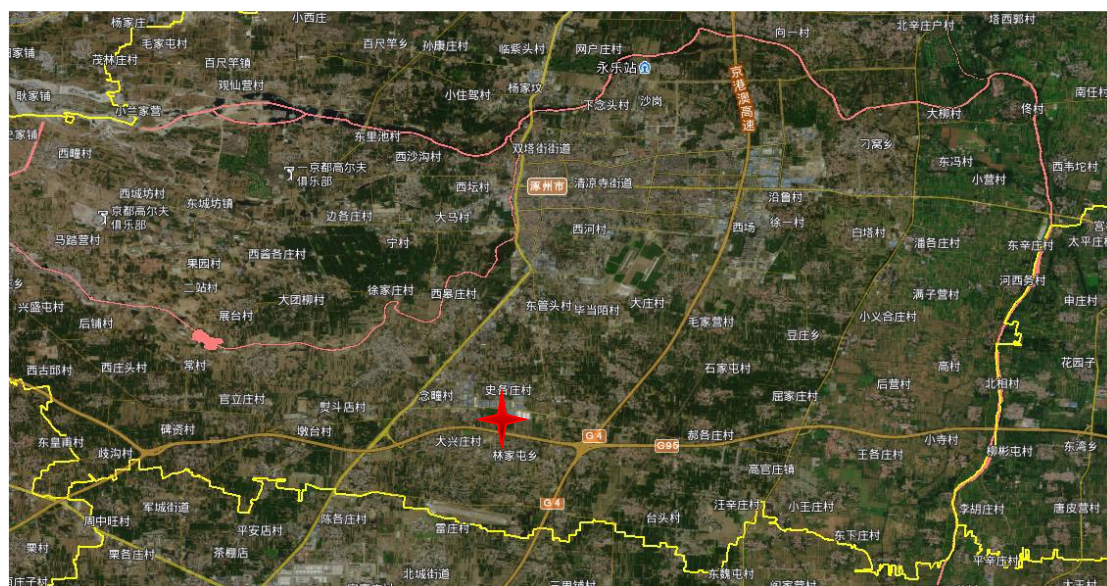 杨家庄
小西庄
塔西郭村
北辛庄户村
毛家屯村
百尺竿乡
孙康庄村
临紫头村
网户庄村
向一村
茂林庄村
百尺竿镇
永乐站
京港澳高速
耿家铺
观仙营村
小住驾村
杨家坟
沙岗
南任村
小兰家营
下念头村
大柳村
佟村
东里池村
双塔街街道
刁窝乡
西疃村
西沙沟村
东冯村
西韦坨村
一京都高尔夫
俱乐部
小营村
西城坊村
西坛村
涿州市
清凉寺街道
沿鲁村
东城坊镇
京都高尔夫
俱乐部
边各庄村
大马村
西河村
西场
徐一村
白塔村
马踏营村
宁村
潘各庄村
东辛庄村
果园村
西酱各庄村
太平庄村
二站村
徐家庄村
西皋庄村
河西务村
兴盛屯村
大团柳村
东管头村
毕当陌村
大庄村
满子营村
申庄村
后铺村
展台村
毛家营村
小义合庄村
豆庄乡
常村
西古邱村
西庄头村
石家屯村
高村
花园子
后营村
北相村
史各庄村
官立庄村
熨斗店村
念疃村
屈家庄村
碑资村
墩台村
大兴庄村
G4
G95
郝各庄村
小寺村
东皇甫村
歧沟村
林家屯乡
王各庄村
柳彬屯村
东湾乡
高官庄镇
G4
军城街道
汪辛庄村
小王庄村
李胡庄村
唐皮营村
周中旺村
平安店村
陈各庄村
雷庄村
台头村
东下庄村
栗村
栗各庄村
茶棚店
北城街道
东魏屯村
平辛庄村